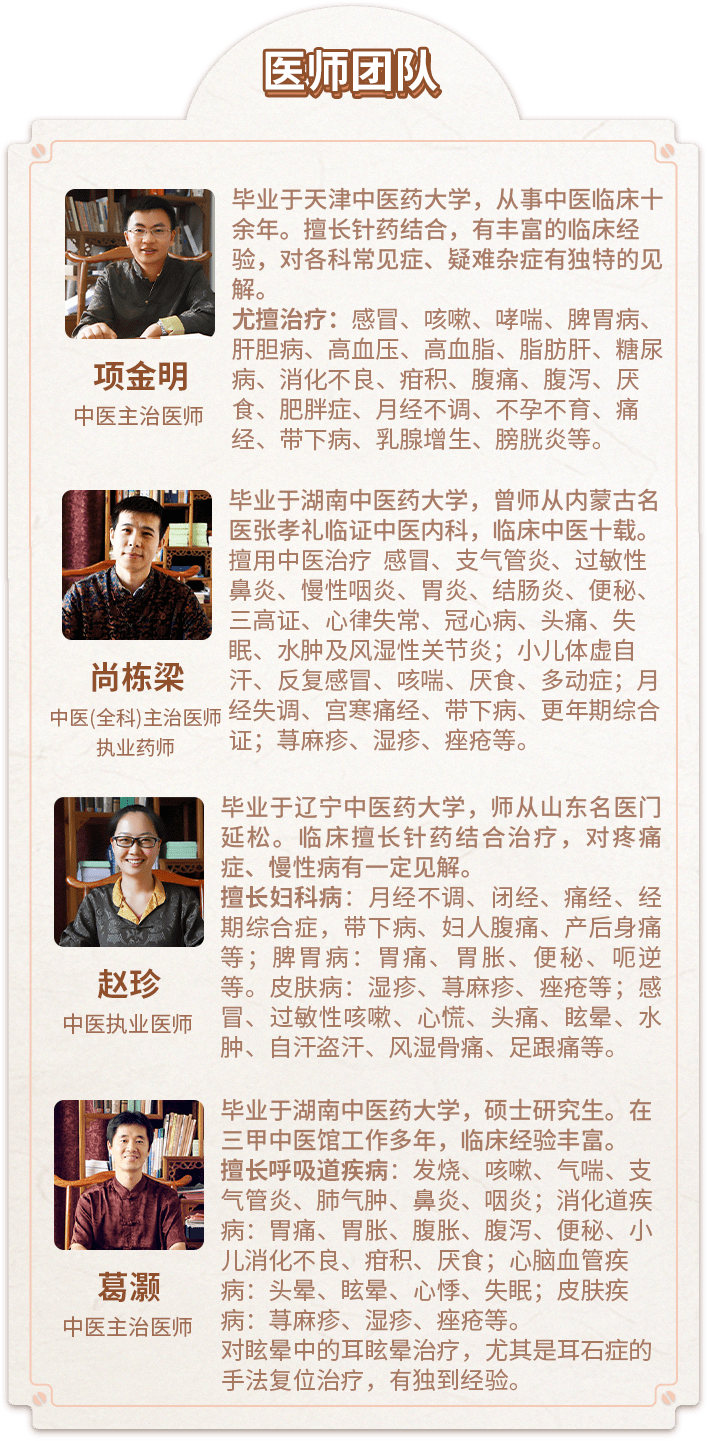 医师团队
毕业于天津中医药大学，从事中医临床十
余年。擅长针药结合，有丰富的临床经
验，对各科常见症、疑难杂症有独特的见
解。
尤擅治疗：感冒、咳嗽、哮喘、脾胃病、
肝胆病、高血压、高血脂、脂肪肝、糖尿
病、消化不良、疳积、腹痛、腹泻、厌
食、肥胖症、月经不调、不孕不育、痛
经、带下病、乳腺增生、膀胱炎等。
项金明
中医主治医师
毕业于湖南中医药大学，曾师从内蒙古名
医张孝礼临证中医内科，临床中医十载。
擅用中医治疗 感冒、支气管炎、过敏性
鼻炎、慢性咽炎、胃炎、结肠炎、便秘、
三高证、心律失常、冠心病、头痛、失
眠、水肿及风湿性关节炎；小儿体虚自
汗、反复感冒、咳喘、厌食、多动症；月
经失调、宫寒痛经、带下病、更年期综合
证；荨麻疹、湿疹、痤疮等。
尚栋梁
中医(全科)主治医师
执业药师
毕业于辽宁中医药大学，师从山东名医门
延松。临床擅长针药结合治疗，对疼痛
症、慢性病有一定见解。
擅长妇科病：月经不调、闭经、痛经、经
期综合症，带下病、妇人腹痛、产后身痛
等；脾胃病：胃痛、胃胀、便秘、呃逆
等。皮肤病：湿疹、荨麻疹、痤疮等；感
冒、过敏性咳嗽、心慌、头痛、眩晕、水
肿、自汗盗汗、风湿骨痛、足跟痛等。
赵珍
中医执业医师
毕业于湖南中医药大学，硕士研究生。在
三甲中医馆工作多年，临床经验丰富。
擅长呼吸道疾病：发烧、咳嗽、气喘、支
气管炎、肺气肿、鼻炎、咽炎；消化道疾
病：胃痛、胃胀、腹胀、腹泻、便秘、小
儿消化不良、疳积、厌食；心脑血管疾
病：头晕、眩晕、心悸、失眠；皮肤疾
病：荨麻疹、湿疹、痤疮等。
对眩晕中的耳眩晕治疗，尤其是耳石症的
手法复位治疗，有独到经验。
葛灏
中医主治医师